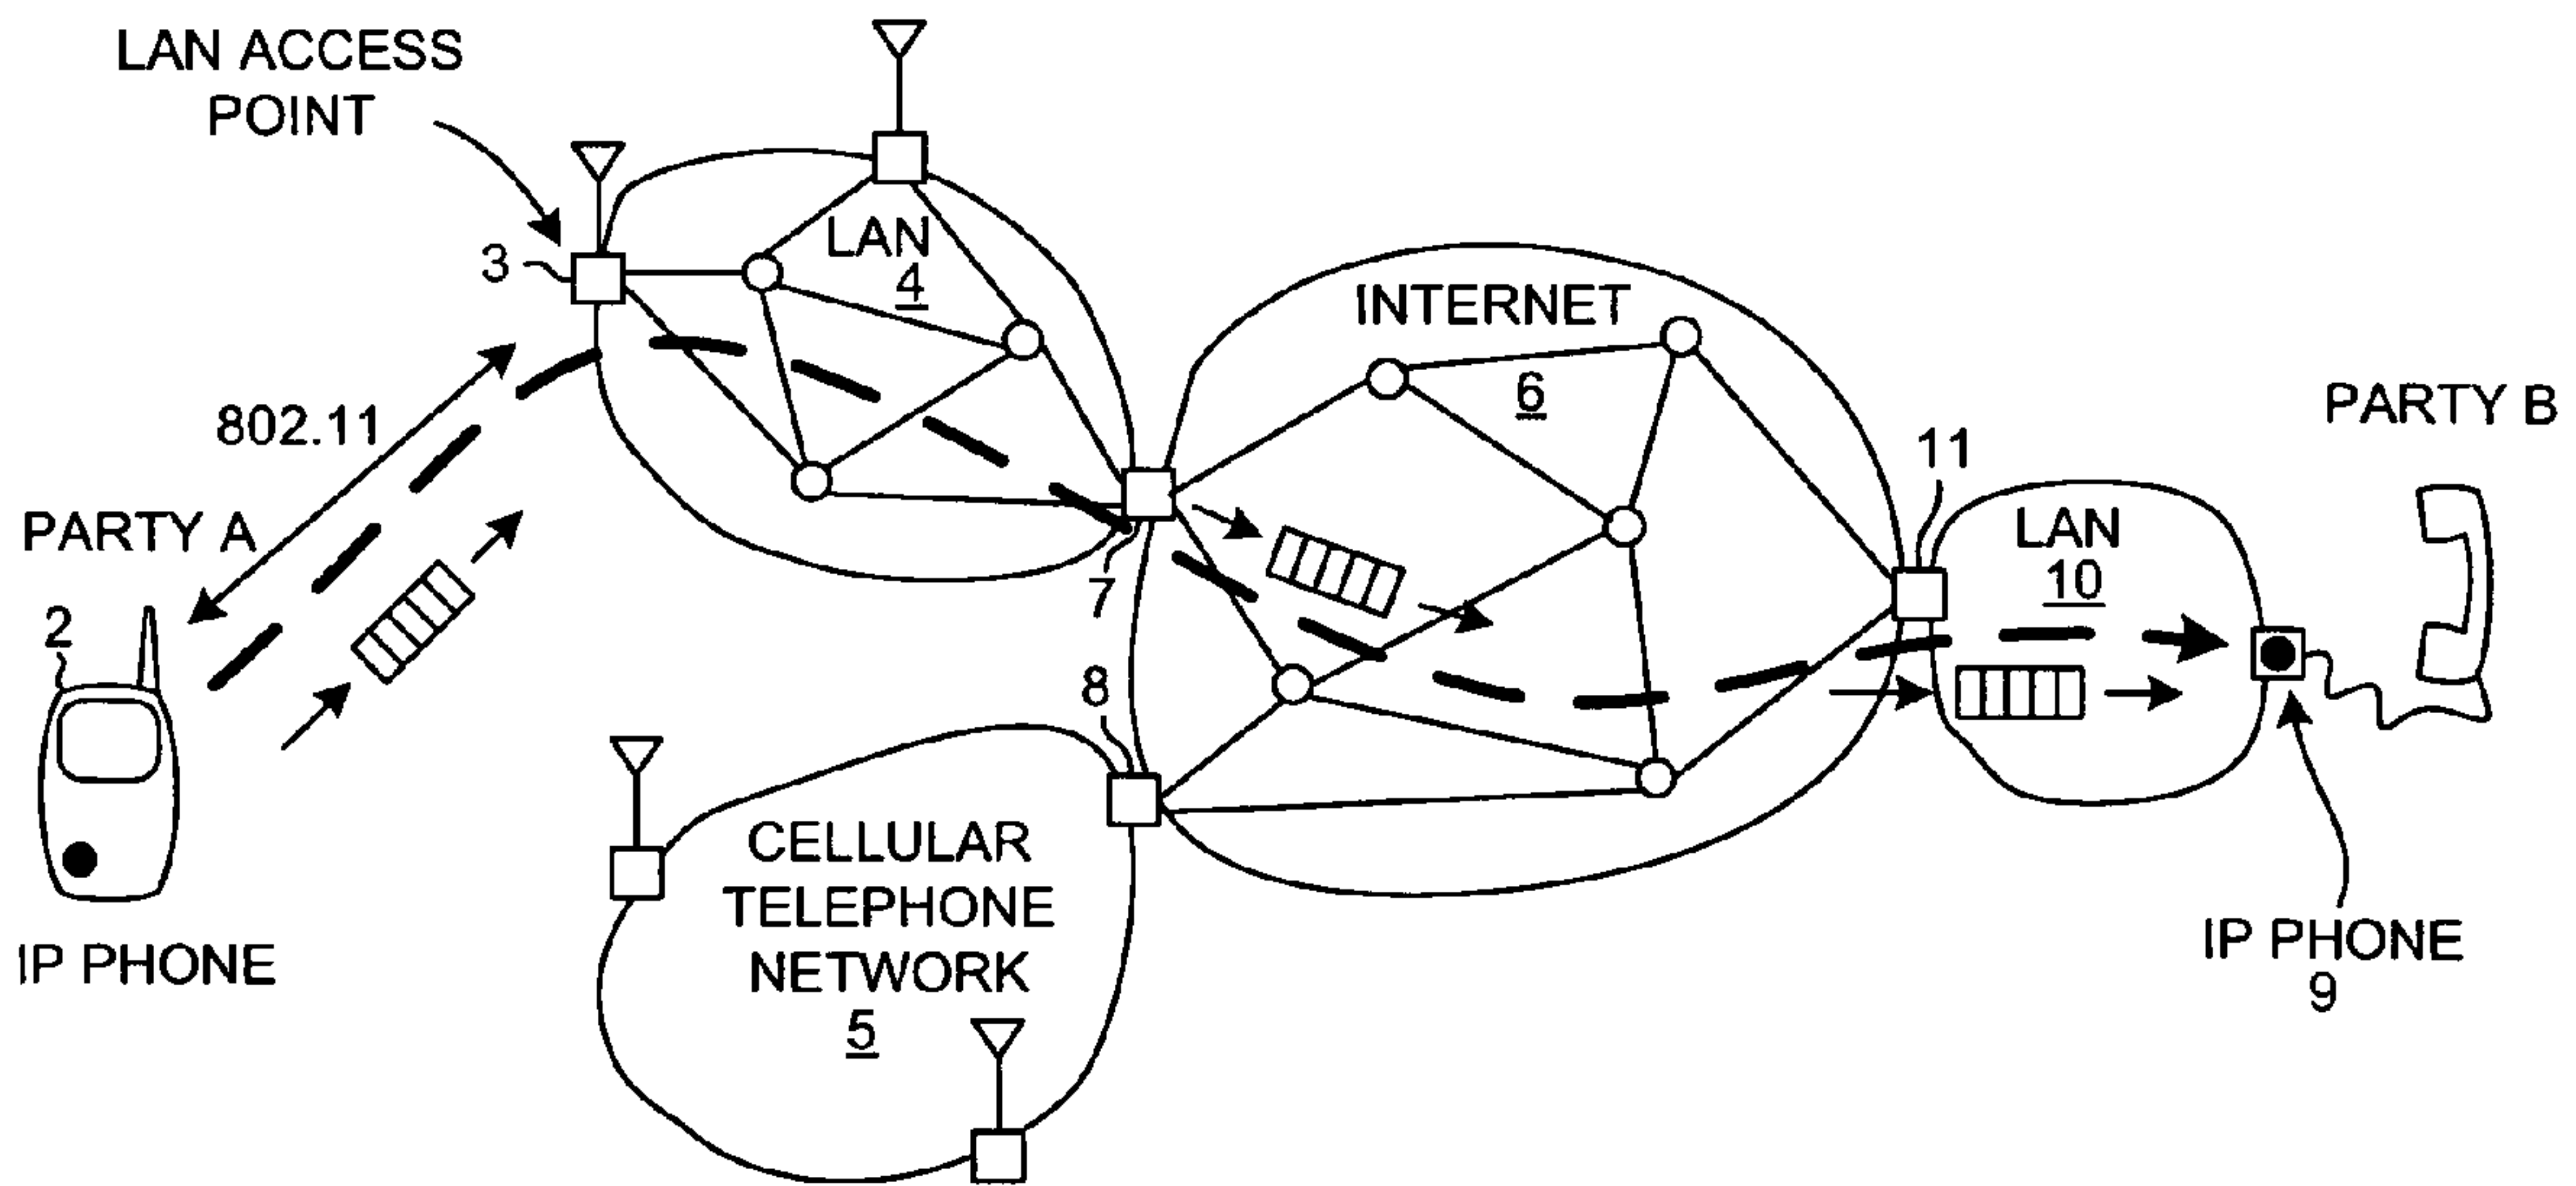 LAN ACCESS
POINT
3
LAN
4
802.11
PARTY A
2
IP PHONE
INTERNET
6
7
8
CELLULAR
TELEPHONE
NETWORK
5
11
LAN
10
PARTY B
IP PHONE
9